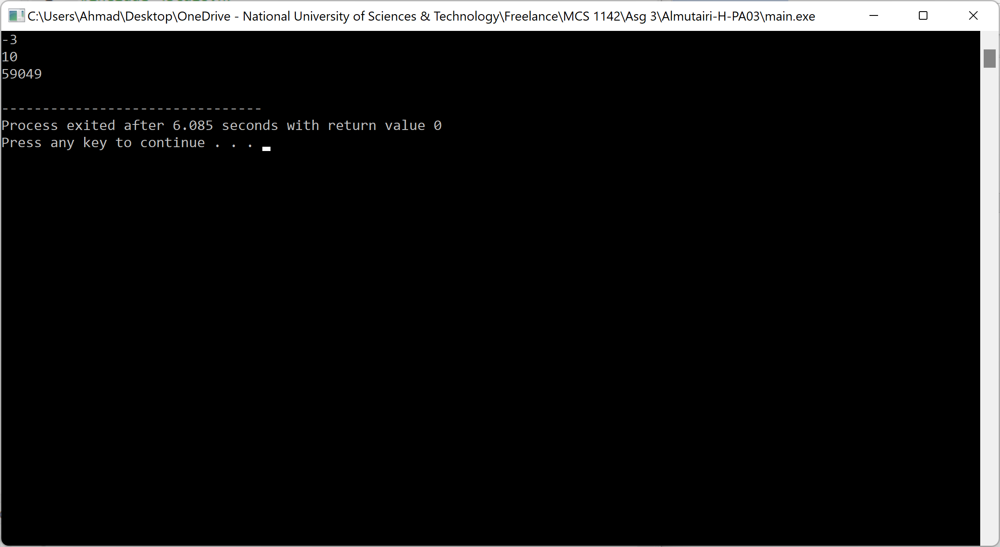 C:\Users\Ahmad\Desktop\OneDrive - National University of Sciences & Technology\Freelance\MCS 1142\Asg 3\Almutairi-H-PA03\main.exe
-3
10
59049
--------------------------------
Process exited after 6.085 seconds with return value 0
Press any key to continue . . .